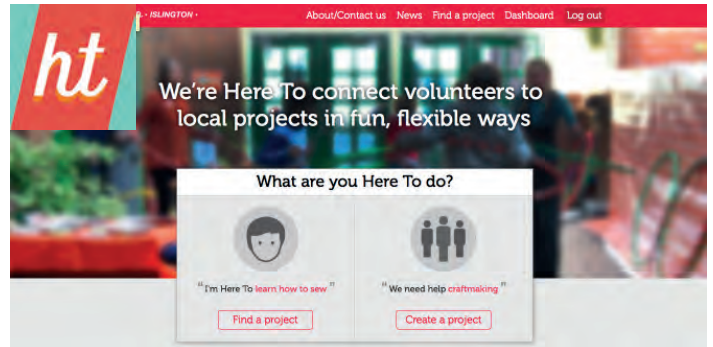 ht
· ISLINGTON ·
About/Contact us News Find a project Dashboard Log out
We're Here To connect volunteers to
local projects in fun, flexible ways
What are you Here To do?
"I'm Here To learn how to sew"
"We need help craftmaking"
Find a project
Create a project